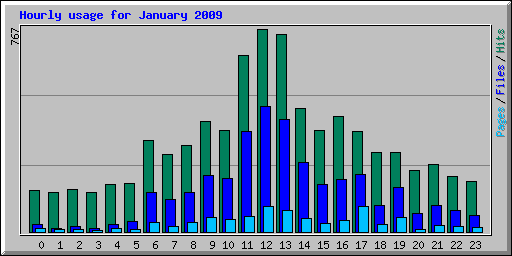 Hourly usage for January 2009
767
Pages / Files / Hits
0 1 2 3 4 5 6 7 8 9 10 11 12 13 14 15 16 17 18 19 20 21 22 23